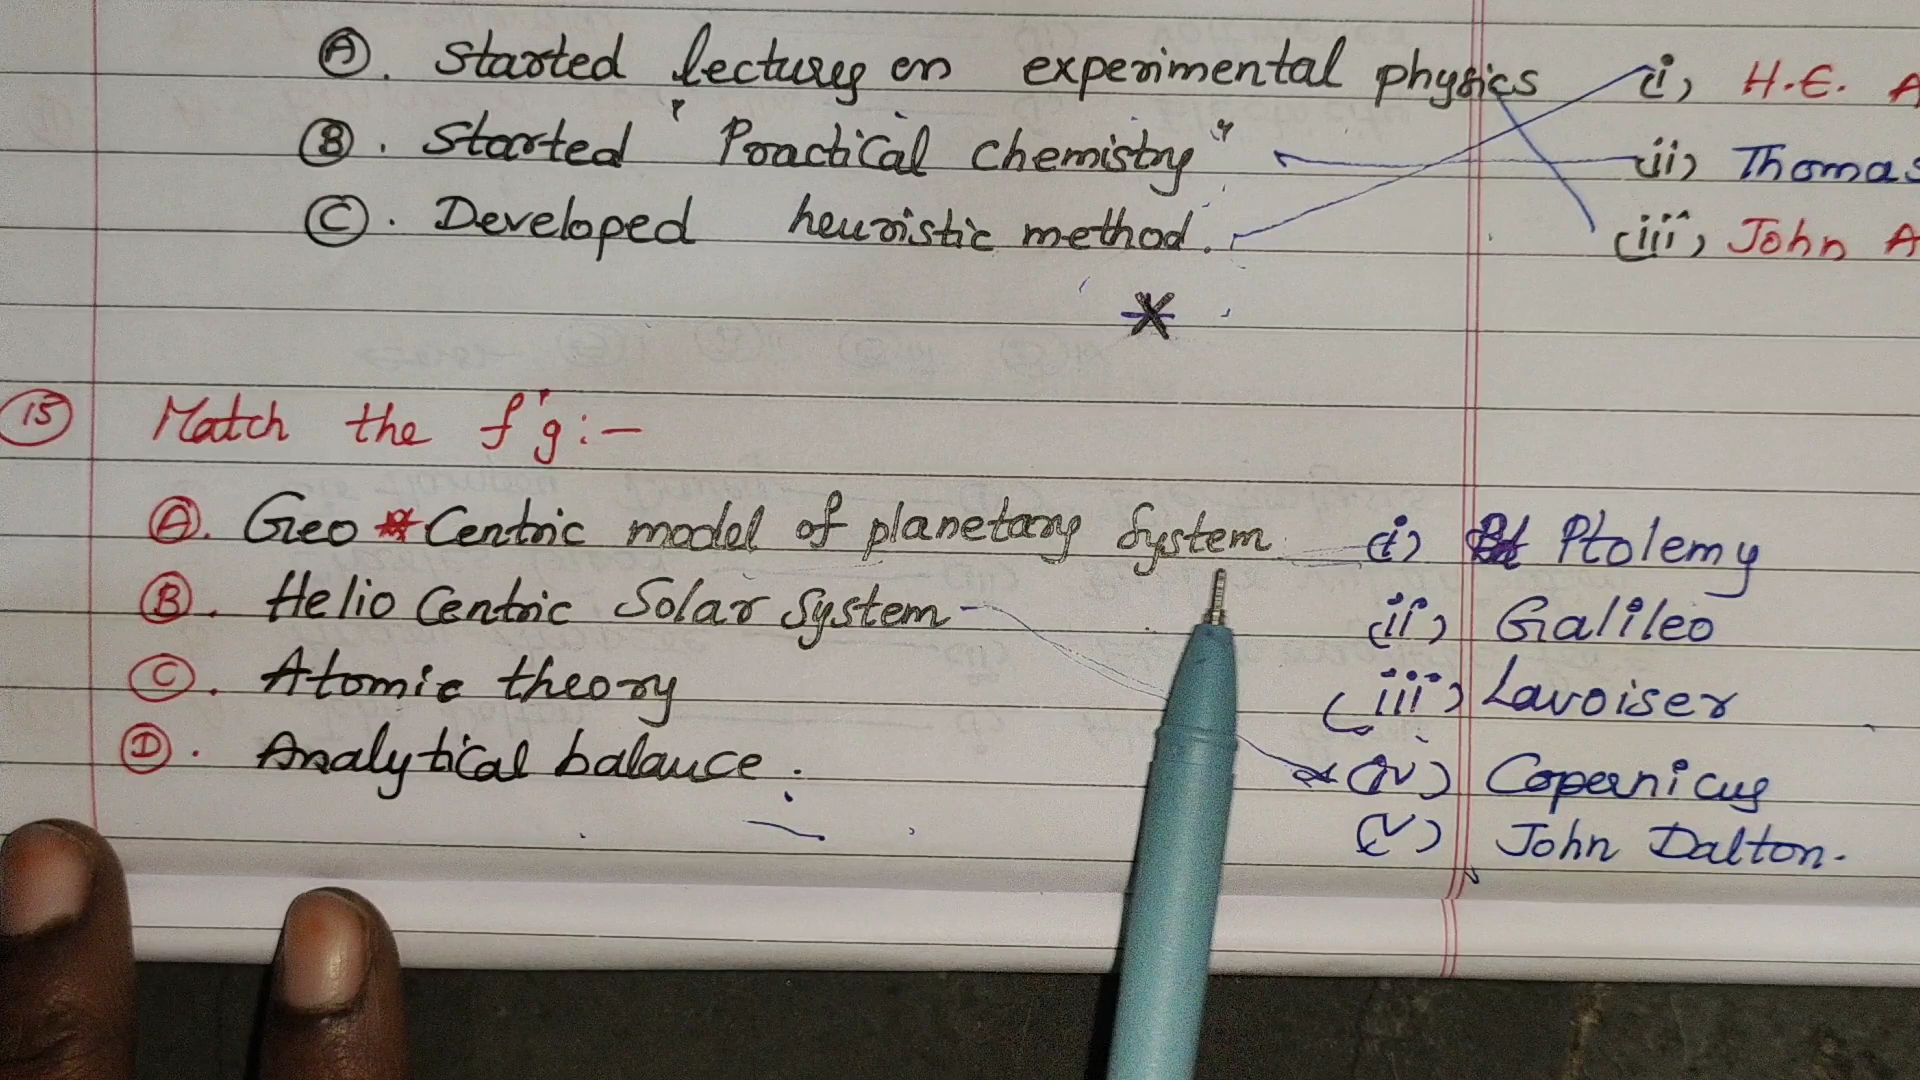 A. Started lectures on experimental physics (i) H.E. A
B. Started "Practical Chemistry" (ii) Thomas
C. Developed heuristic method. (iii) John A
15 Match the f'g:-
A. Geo Centric model of planetary System (i) Ptolemy
B. Helio Centric Solar System (ii) Galileo
C. Atomic theory (iii) Lavoiser
D. Analytical balance. (iv) Copernicus
(v) John Dalton.